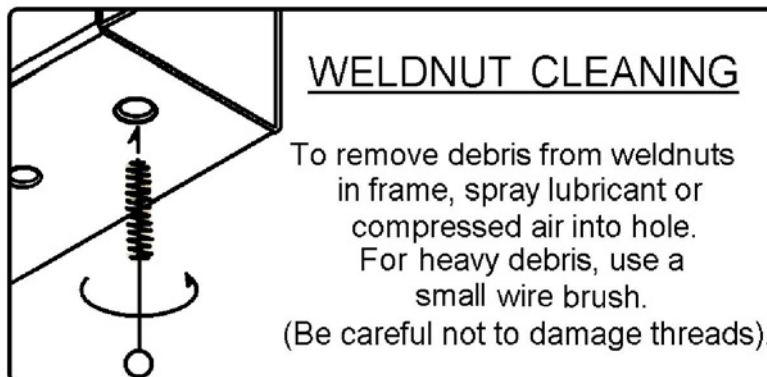 WELDNUT CLEANING
To remove debris from weldnuts
in frame, spray lubricant or
compressed air into hole.
For heavy debris, use a
small wire brush.
(Be careful not to damage threads).